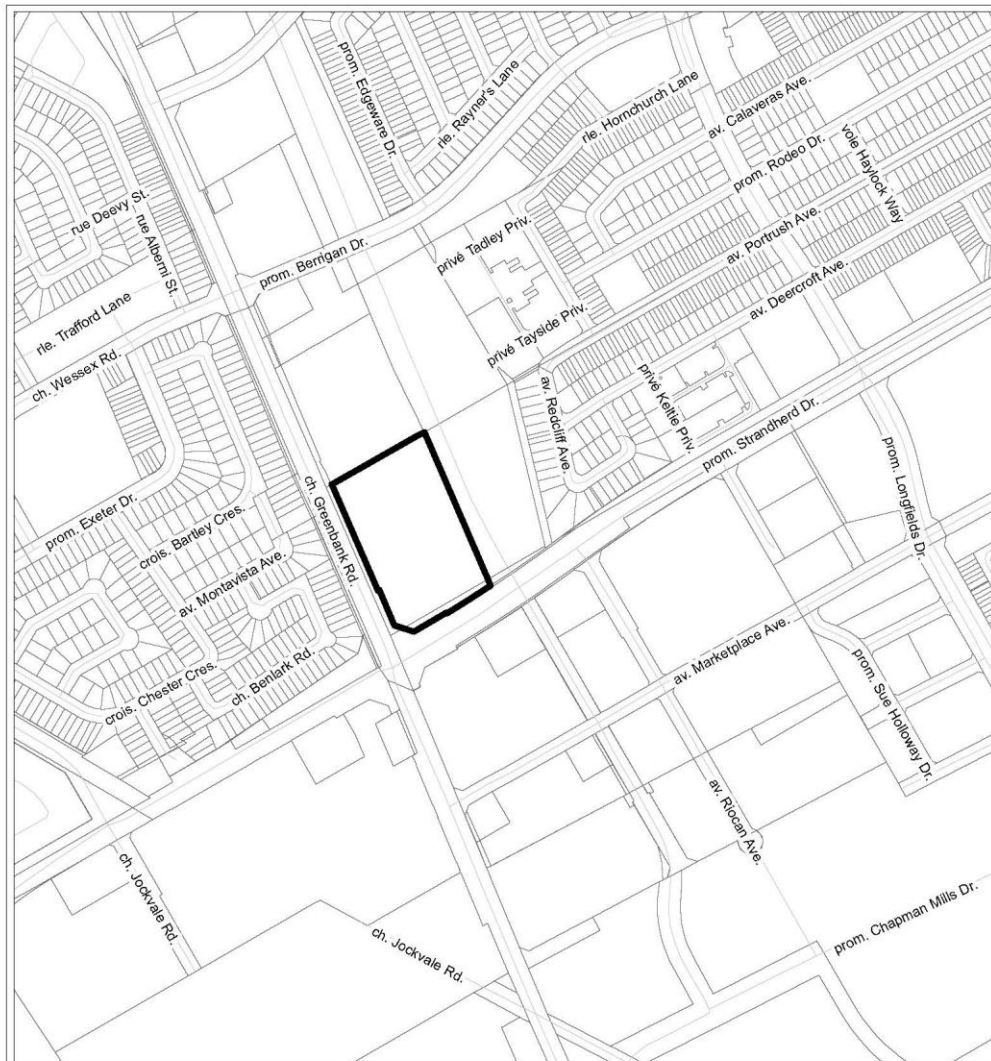 prom. Edgeware Dr.
rle. Rayner's Lane
rle. Hornchurch Lane
av. Calaveras Ave.
prom. Rodeo Dr.
voie Haylock Way
rue Deevy St.
rue Alberni St.
privé Tadley Priv.
av. Portrush Ave.
prom. Berrigan Dr.
av. Deercroft Ave.
rle. Trafford Lane
privé Tayside Priv.
ch. Wessex Rd.
av. Redcliff Ave.
privé Keltie Priv.
prom. Strandherd Dr.
prom. Longfields Dr.
ch. Greenbank Rd.
prom. Exeter Dr.
crois. Bartley Cres.
av. Montavista Ave.
av. Marketplace Ave.
crois. Chester Cres.
ch. Benlark Rd.
prom. Sue Holloway Dr.
av. Riocan Ave.
ch. Jockvale Rd.
ch. Jockvale Rd.
prom. Chapman Mills Dr.